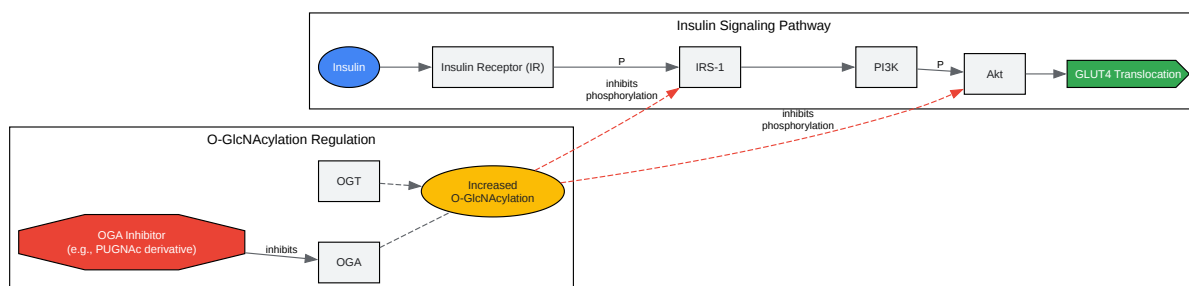 Insulin Signaling Pathway
Insulin
Insulin Receptor (IR)
P
IRS-1
PI3K
P
Akt
GLUT4 Translocation
inhibits
phosphorylation
inhibits
phosphorylation
O-GlcNAcylation Regulation
OGT
Increased
O-GlcNAcylation
OGA Inhibitor
(e.g., PUGNAc derivative)
inhibits
OGA